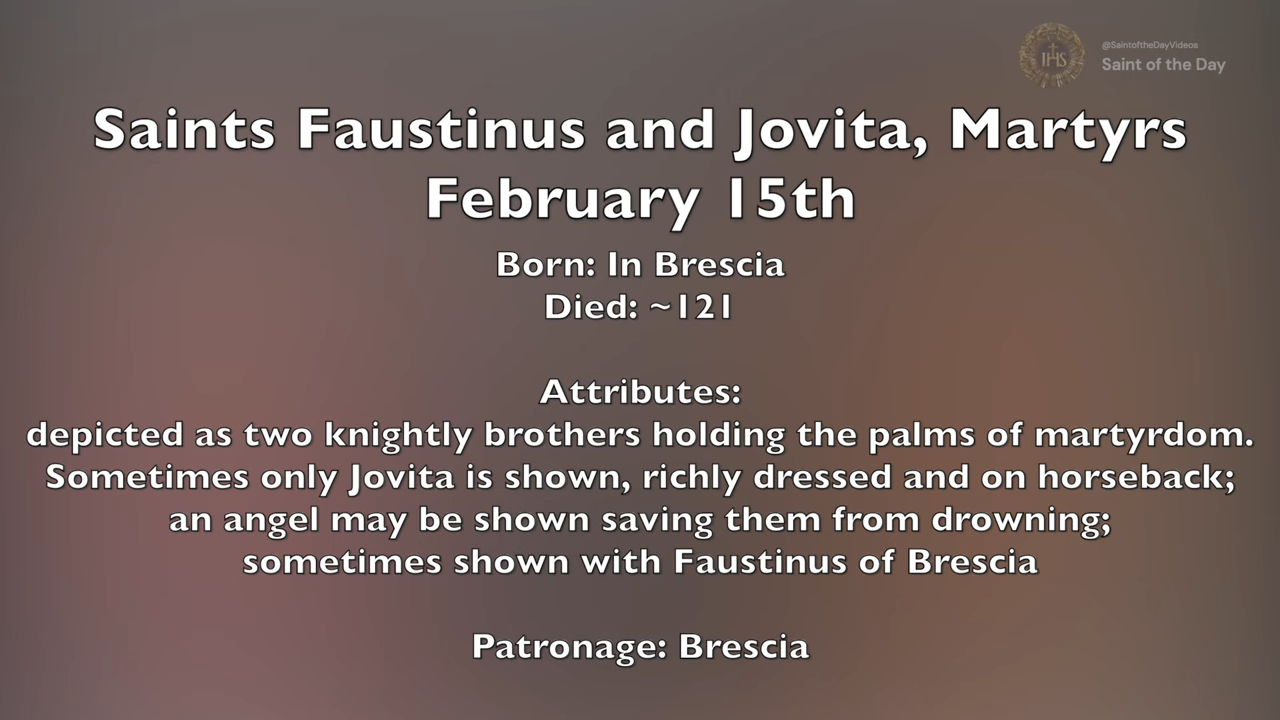 @SaintoftheDayVideos
Saint of the Day
IHS
Saints Faustinus and Jovita, Martyrs
February 15th
Born: In Brescia
Died: ~121
Attributes:
depicted as two knightly brothers holding the palms of martyrdom.
Sometimes only Jovita is shown, richly dressed and on horseback;
an angel may be shown saving them from drowning;
sometimes shown with Faustinus of Brescia
Patronage: Brescia